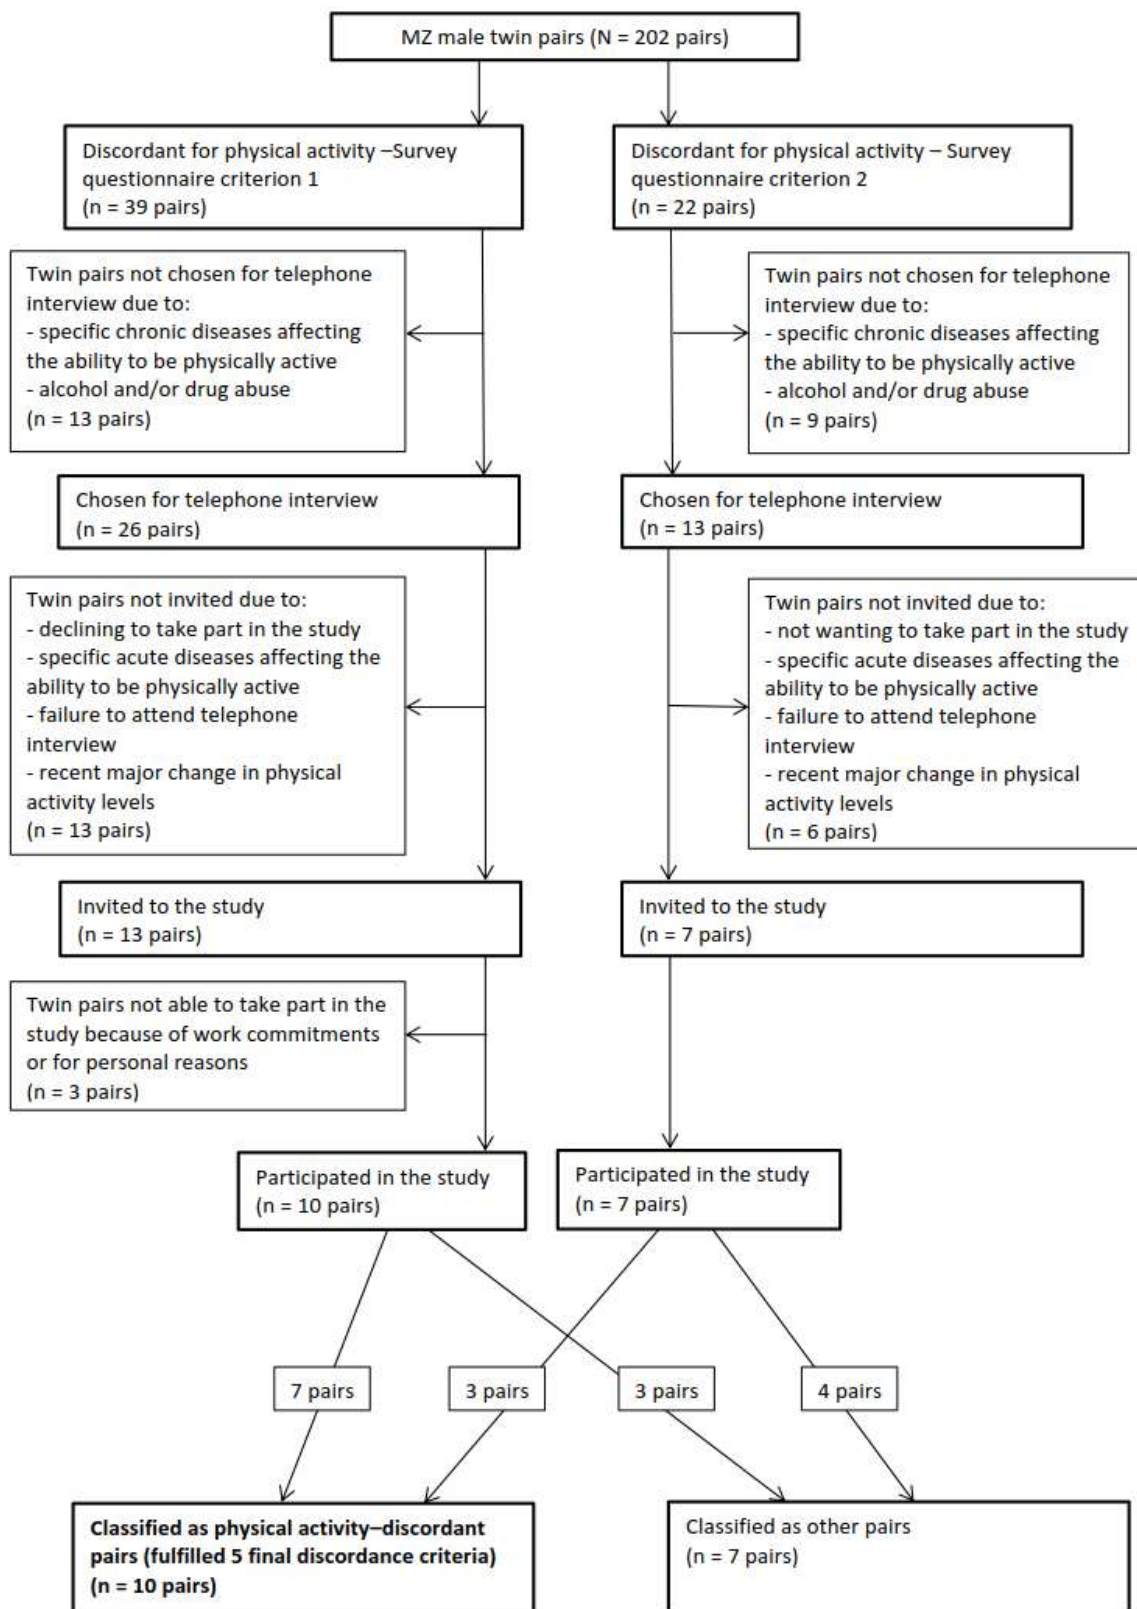 MZ male twin pairs (N = 202 pairs)
Discordant for physical activity –Survey
questionnaire criterion 1
(n = 39 pairs)
Discordant for physical activity – Survey
questionnaire criterion 2
(n = 22 pairs)
Twin pairs not chosen for telephone
interview due to:
- specific chronic diseases affecting
the ability to be physically active
- alcohol and/or drug abuse
(n = 13 pairs)
Twin pairs not chosen for telephone
interview due to:
- specific chronic diseases affecting
the ability to be physically active
- alcohol and/or drug abuse
(n = 9 pairs)
Chosen for telephone interview
(n = 26 pairs)
Chosen for telephone interview
(n = 13 pairs)
Twin pairs not invited due to:
- declining to take part in the study
- specific acute diseases affecting the
ability to be physically active
- failure to attend telephone
interview
- recent major change in physical
activity levels
(n = 13 pairs)
Twin pairs not invited due to:
- not wanting to take part in the study
- specific acute diseases affecting the
ability to be physically active
- failure to attend telephone
interview
- recent major change in physical
activity levels
(n = 6 pairs)
Invited to the study
(n = 13 pairs)
Invited to the study
(n = 7 pairs)
Twin pairs not able to take part in the
study because of work commitments
or for personal reasons
(n = 3 pairs)
Participated in the study
(n = 10 pairs)
Participated in the study
(n = 7 pairs)
7 pairs
3 pairs
3 pairs
4 pairs
Classified as physical activity–discordant
pairs (fulfilled 5 final discordance criteria)
(n = 10 pairs)
Classified as other pairs
(n = 7 pairs)